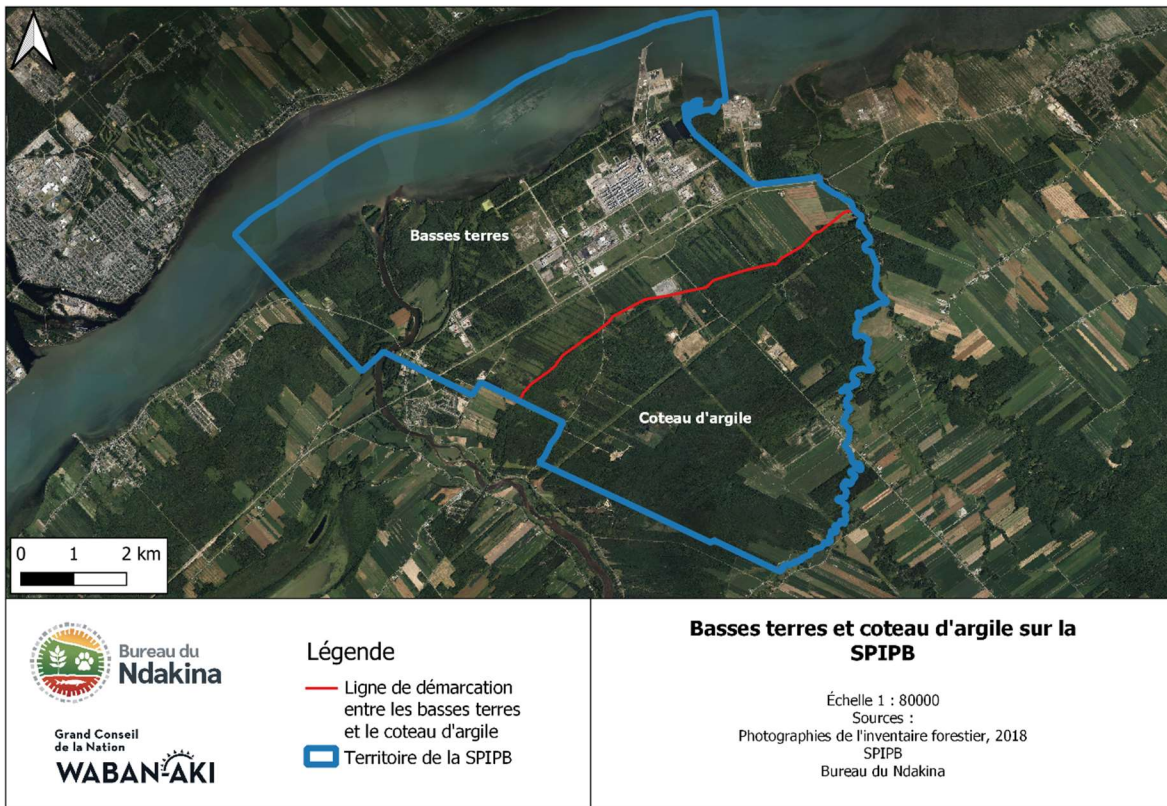 Basses terres
Coteau d'argile
0 1 2 km
Bureau du
Ndakina
Grand Conseil
de la Nation
WABAN-AKI
Légende
Ligne de démarcation
entre les basses terres
et le coteau d'argile
Territoire de la SPIPB
Basses terres et coteau d'argile sur la
SPIPB
Échelle 1 : 80000
Sources :
Photographies de l'inventaire forestier, 2018
SPIPB
Bureau du Ndakina